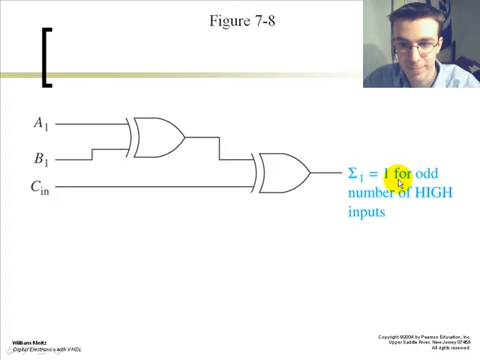 Figure 7-8
A1
B1
Cin
Σ1 = 1 for odd
number of HIGH
inputs
William Kleitz
Digital Electronics with VHDL
Copyright ©2004 by Pearson Education, Inc.
Upper Saddle River, New Jersey 07458
All rights reserved.